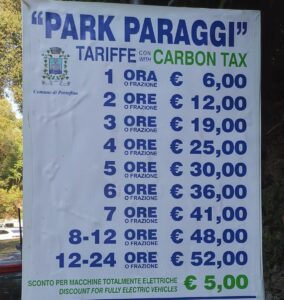 “PARK PARAGGI”
TARIFFE CON WITH CARBON TAX
Comune di Portofino
1 ORA O FRAZIONE € 6,00
2 ORE O FRAZIONE € 12,00
3 ORE O FRAZIONE € 19,00
4 ORE O FRAZIONE € 25,00
5 ORE O FRAZIONE € 30,00
6 ORE O FRAZIONE € 36,00
7 ORE O FRAZIONE € 41,00
8-12 ORE O FRAZIONE € 48,00
12-24 ORE O FRAZIONE € 52,00
SCONTO PER MACCHINE TOTALMENTE ELETTRICHE € 5,00
DISCOUNT FOR FULLY ELECTRIC VEHICLES